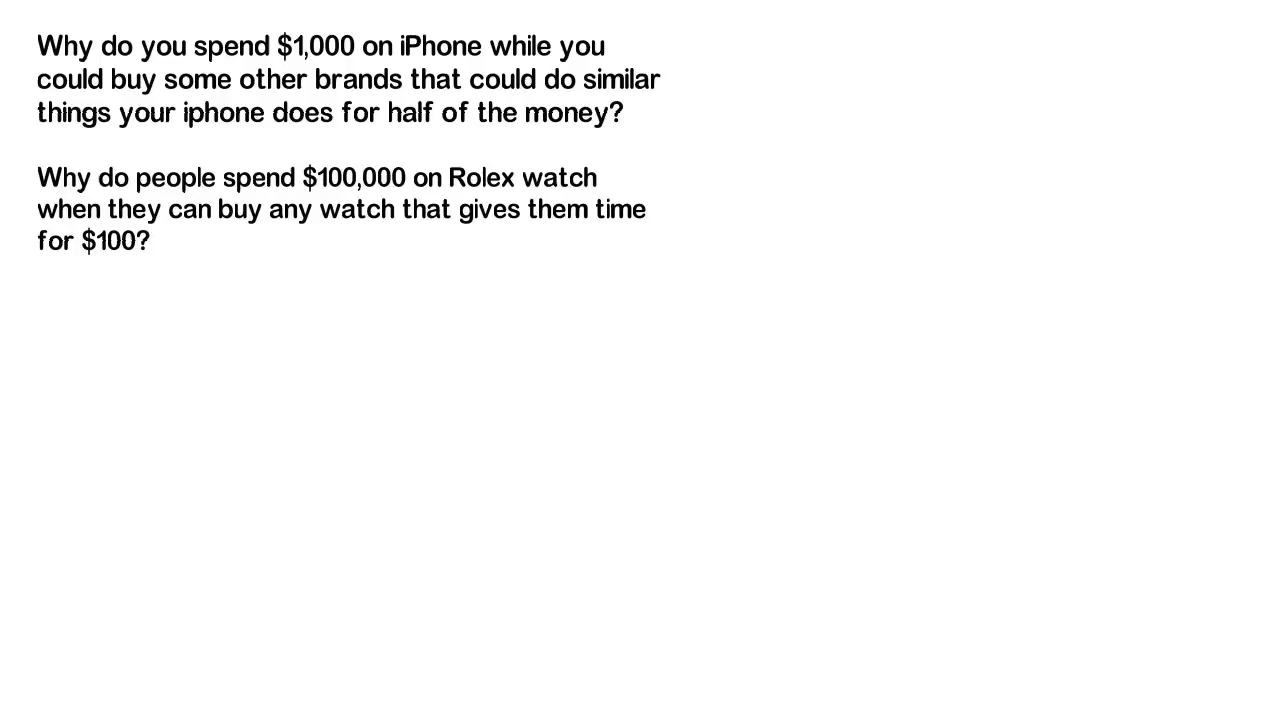 Why do you spend $1,000 on iPhone while you
could buy some other brands that could do similar
things your iphone does for half of the money?
Why do people spend $100,000 on Rolex watch
when they can buy any watch that gives them time
for $100?